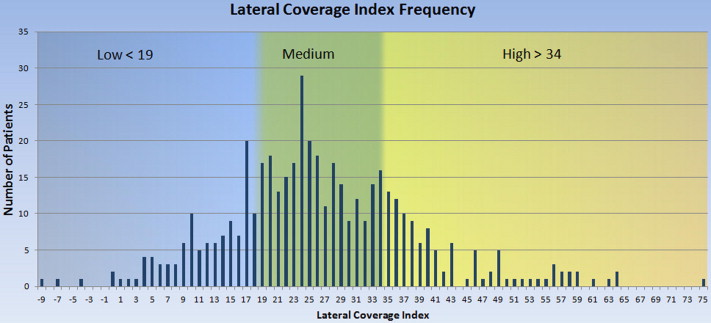 Lateral Coverage Index Frequency
35
30
25
20
15
10
5
0
Number of Patients
Low < 19
Medium
High > 34
-9 -7 -5 -3 -1 1 3 5 7 9 11 13 15 17 19 21 23 25 27 29 31 33 35 37 39 41 43 45 47 49 51 53 55 57 59 61 63 65 67 69 71 73 75
Lateral Coverage Index